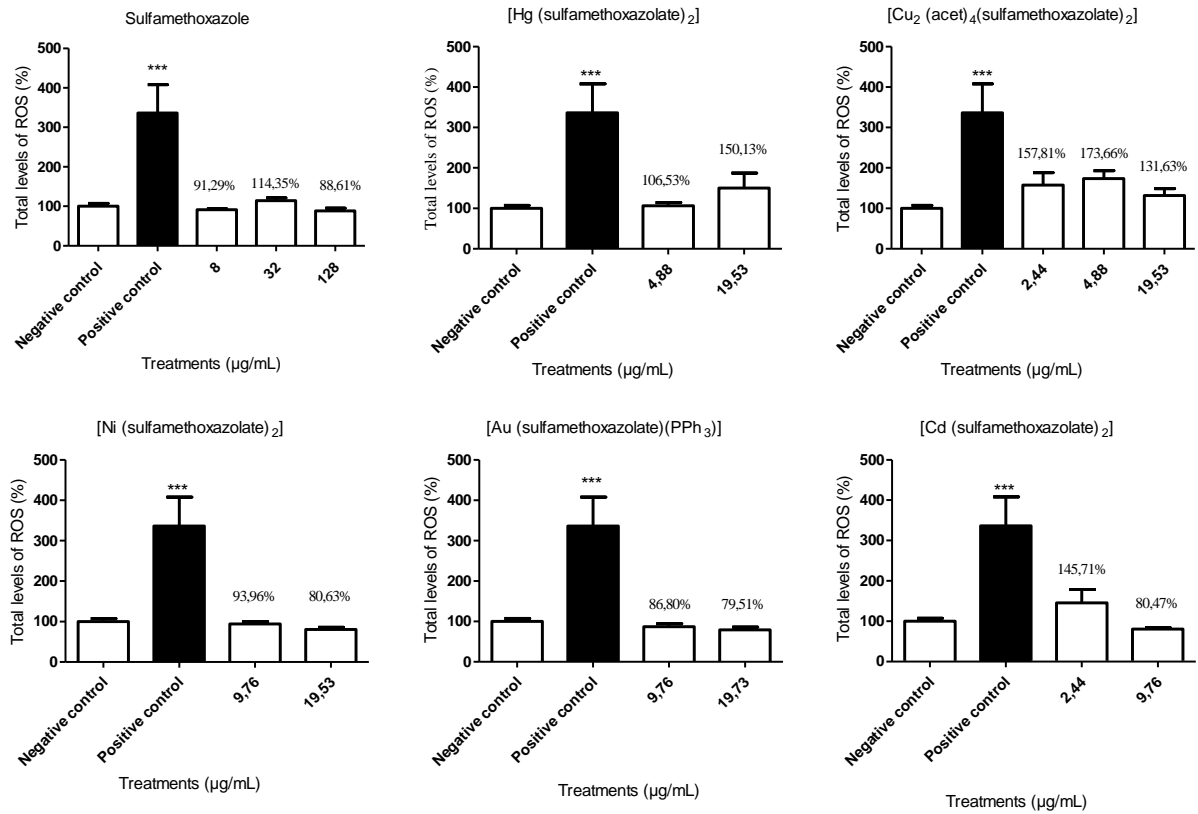 Sulfamethoxazole
Total levels of ROS (%)
500
400
300
200
100
0
***
91,29%
114,35%
88,61%
Negative control
Positive control
8
32
128
Treatments (µg/mL)
[Hg (sulfamethoxazolate)2]
Total levels of ROS (%)
500
400
300
200
100
0
***
106,53%
150,13%
Negative control
Positive control
4,88
19,53
Treatments (µg/mL)
[Cu2 (acet)4(sulfamethoxazolate)2]
Total levels of ROS (%)
500
400
300
200
100
0
***
157,81%
173,66%
131,63%
Negative control
Positive control
2,44
4,88
19,53
Treatments (µg/mL)
[Ni (sulfamethoxazolate)2]
Total levels of ROS (%)
500
400
300
200
100
0
***
93,96%
80,63%
Negative control
Positive control
9,76
19,53
Treatments (µg/mL)
[Au (sulfamethoxazolate)(PPh3)]
Total levels of ROS (%)
500
400
300
200
100
0
***
86,80%
79,51%
Negative control
Positive control
9,76
19,73
Treatments (µg/mL)
[Cd (sulfamethoxazolate)2]
Total levels of ROS (%)
500
400
300
200
100
0
***
145,71%
80,47%
Negative control
Positive control
2,44
9,76
Treatments (µg/mL)